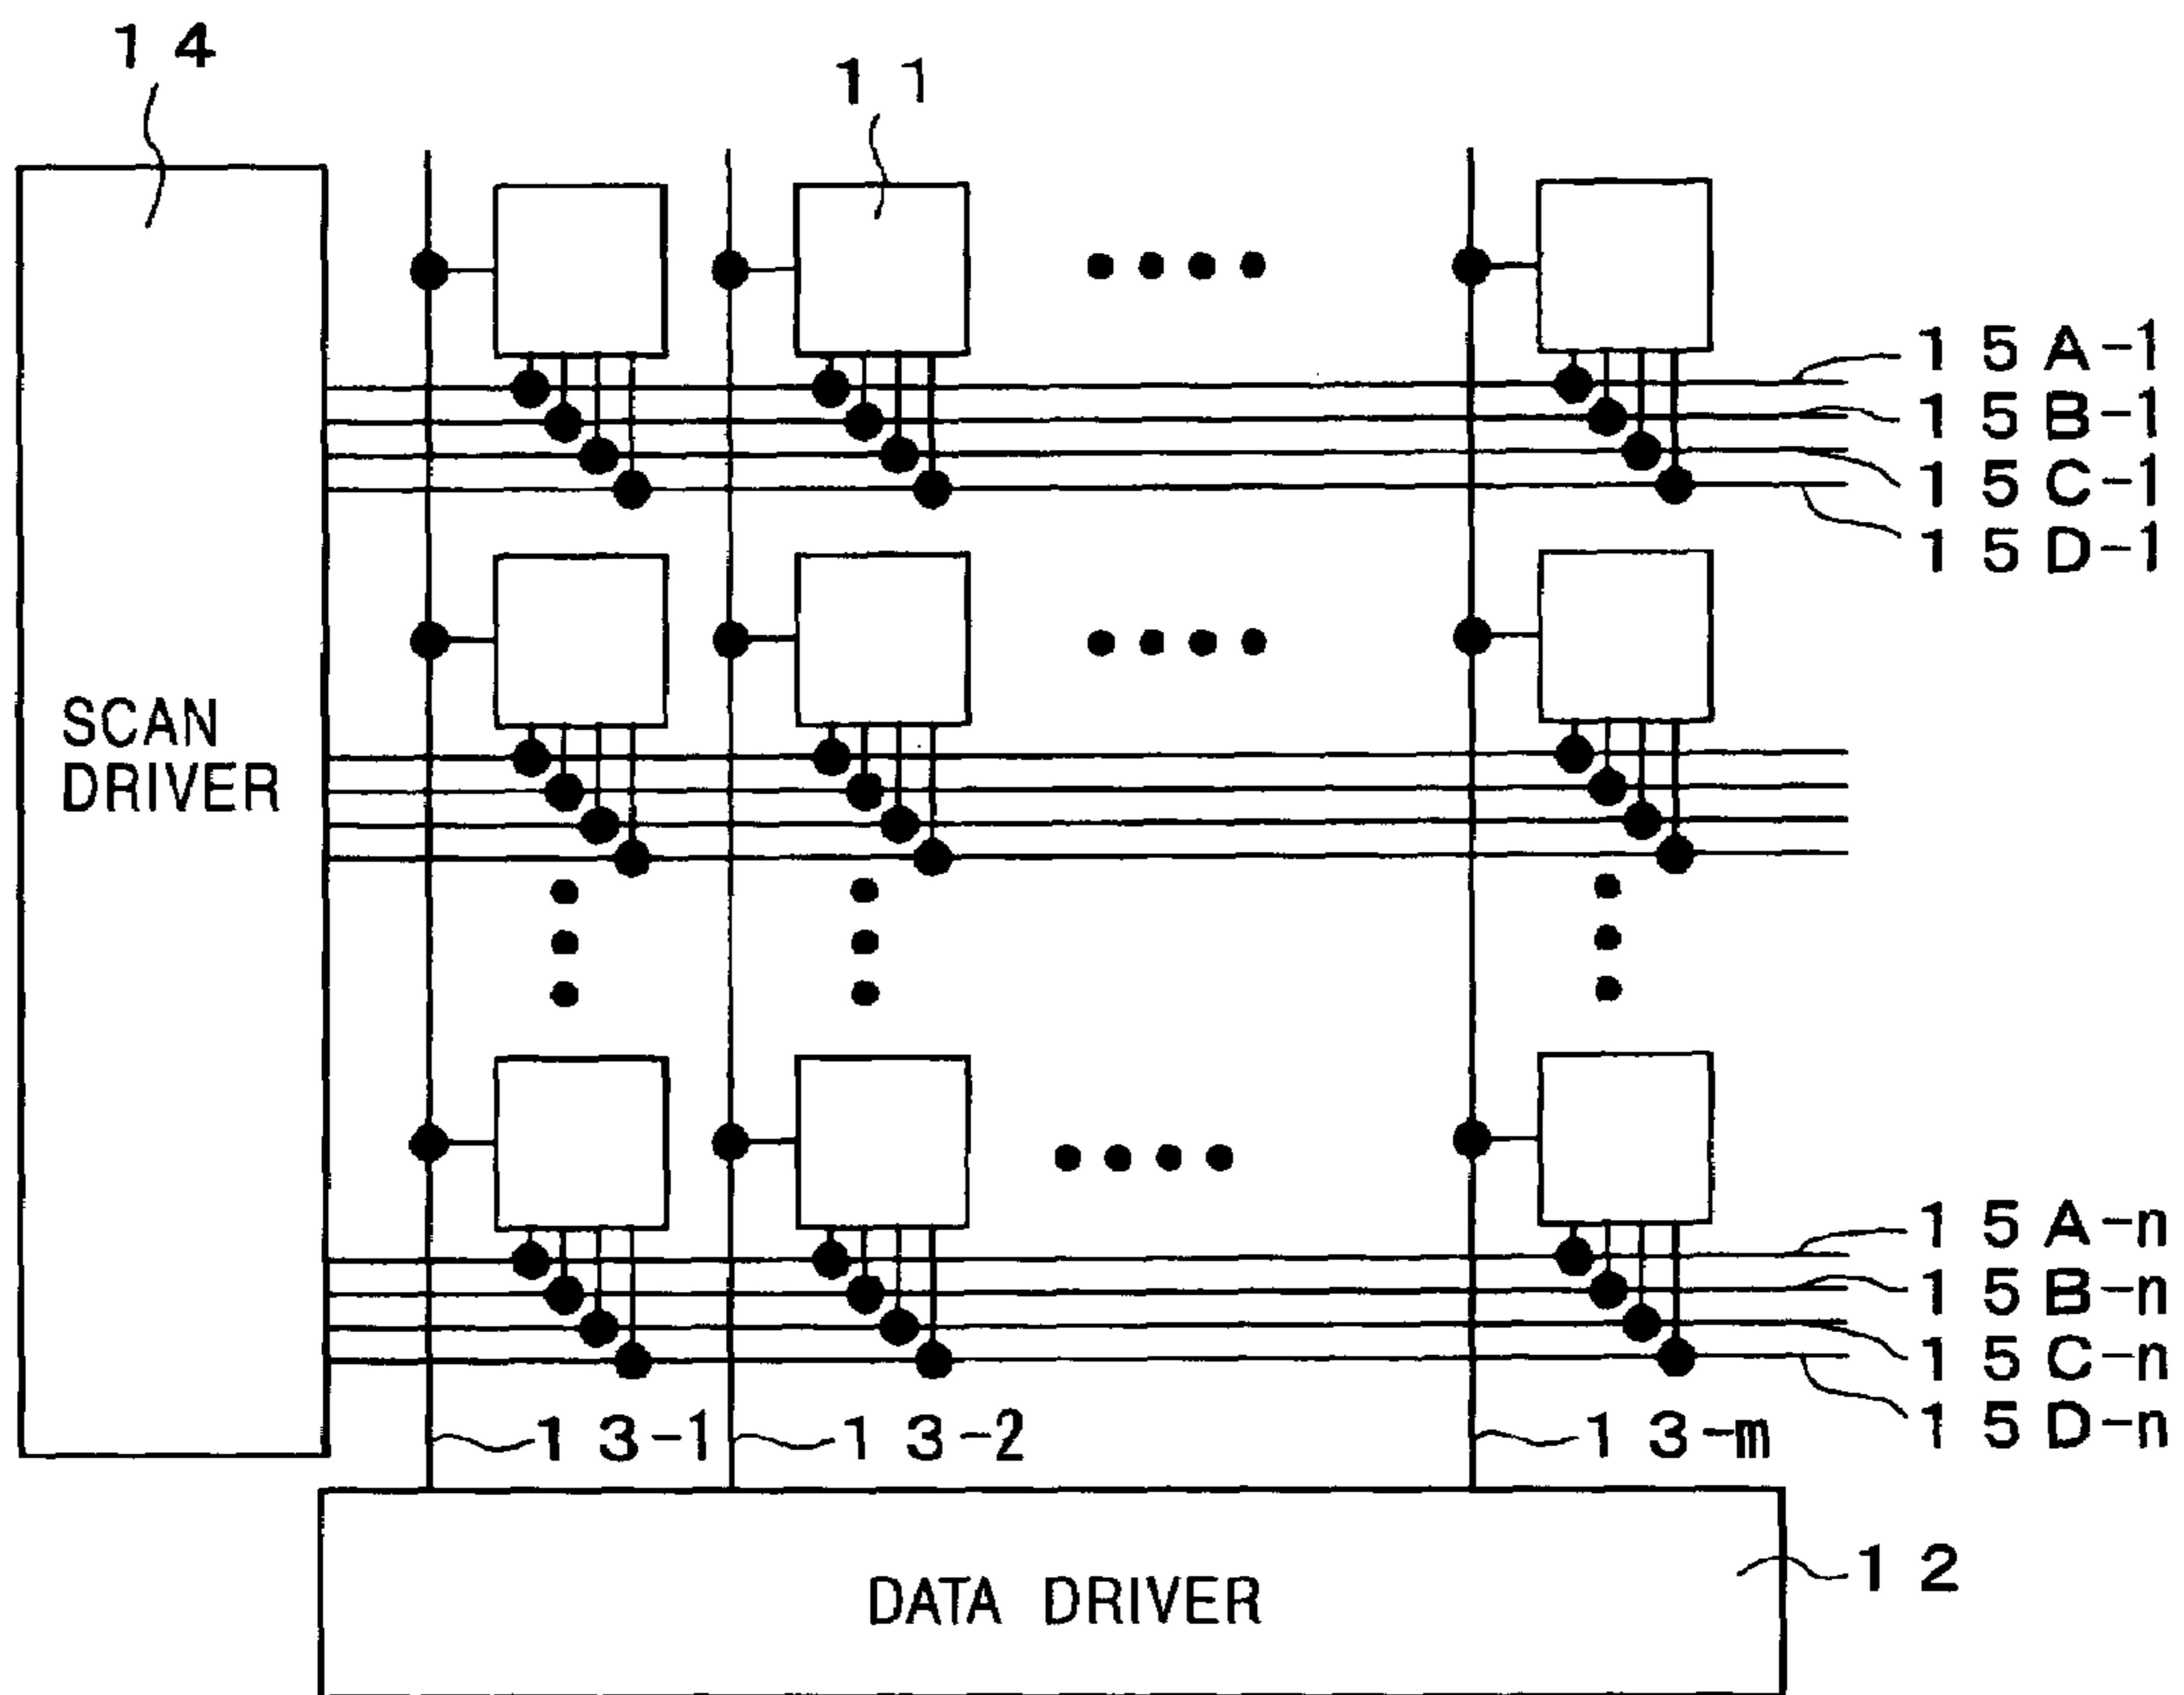 14
11
15A-1
15B-1
15C-1
15D-1
SCAN
DRIVER
15A-n
15B-n
15C-n
15D-n
13-1
13-2
13-m
DATA DRIVER
12